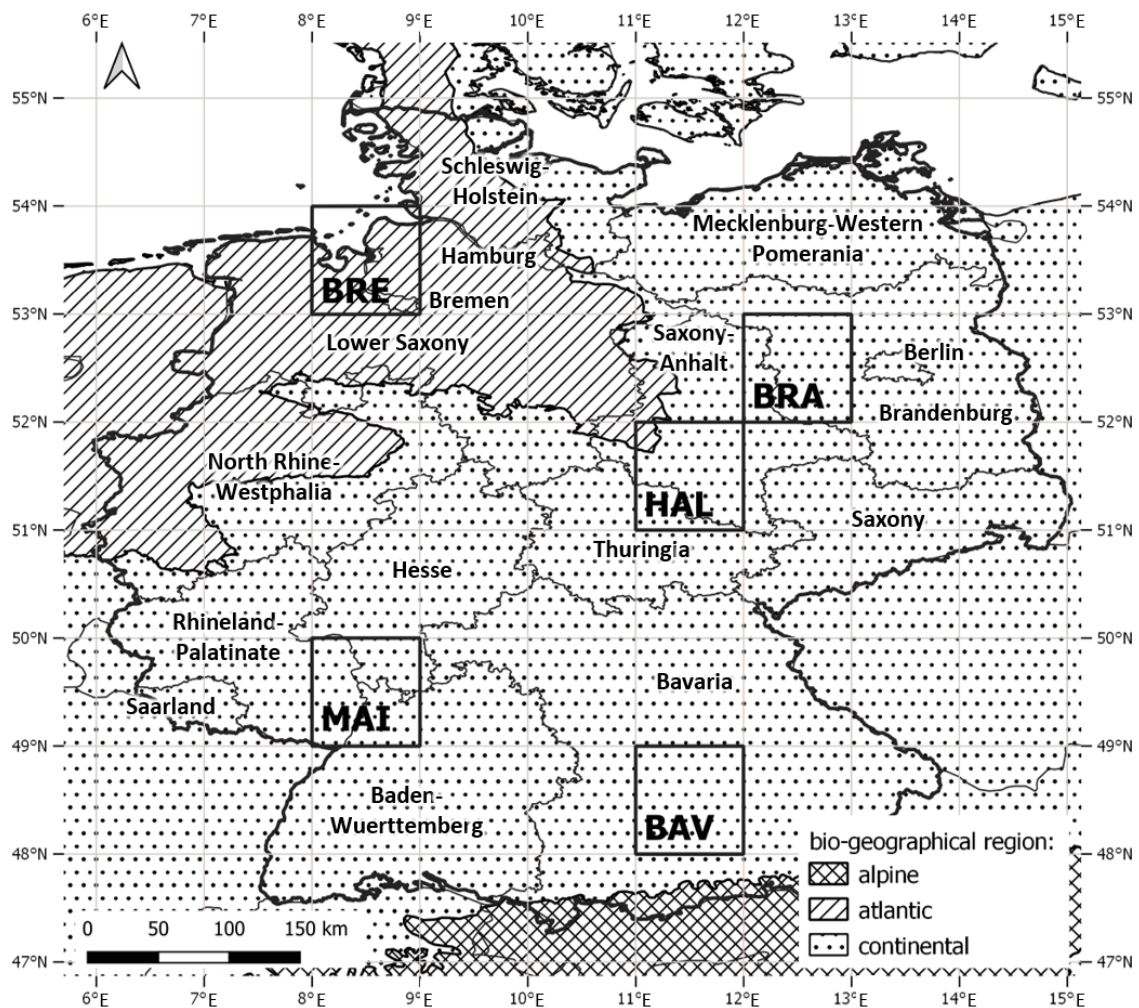 6°E 7°E 8°E 9°E 10°E 11°E 12°E 13°E 14°E 15°E
55°N 55°N
Schleswig-
Holstein
54°N 54°N
Mecklenburg-Western
Pomerania
Hamburg
BRE
Bremen
53°N 53°N
Lower Saxony
Saxony-
Anhalt
Berlin
BRA
Brandenburg
52°N 52°N
North Rhine-
Westphalia
HAL
Saxony
51°N 51°N
Thuringia
Hesse
Rhineland-
Palatinate
50°N 50°N
Bavaria
Saarland
MAI
49°N 49°N
Baden-
Wuerttemberg
BAV
48°N 48°N
bio-geographical region:
alpine
atlantic
continental
0 50 100 150 km
47°N 47°N
6°E 7°E 8°E 9°E 10°E 11°E 12°E 13°E 14°E 15°E